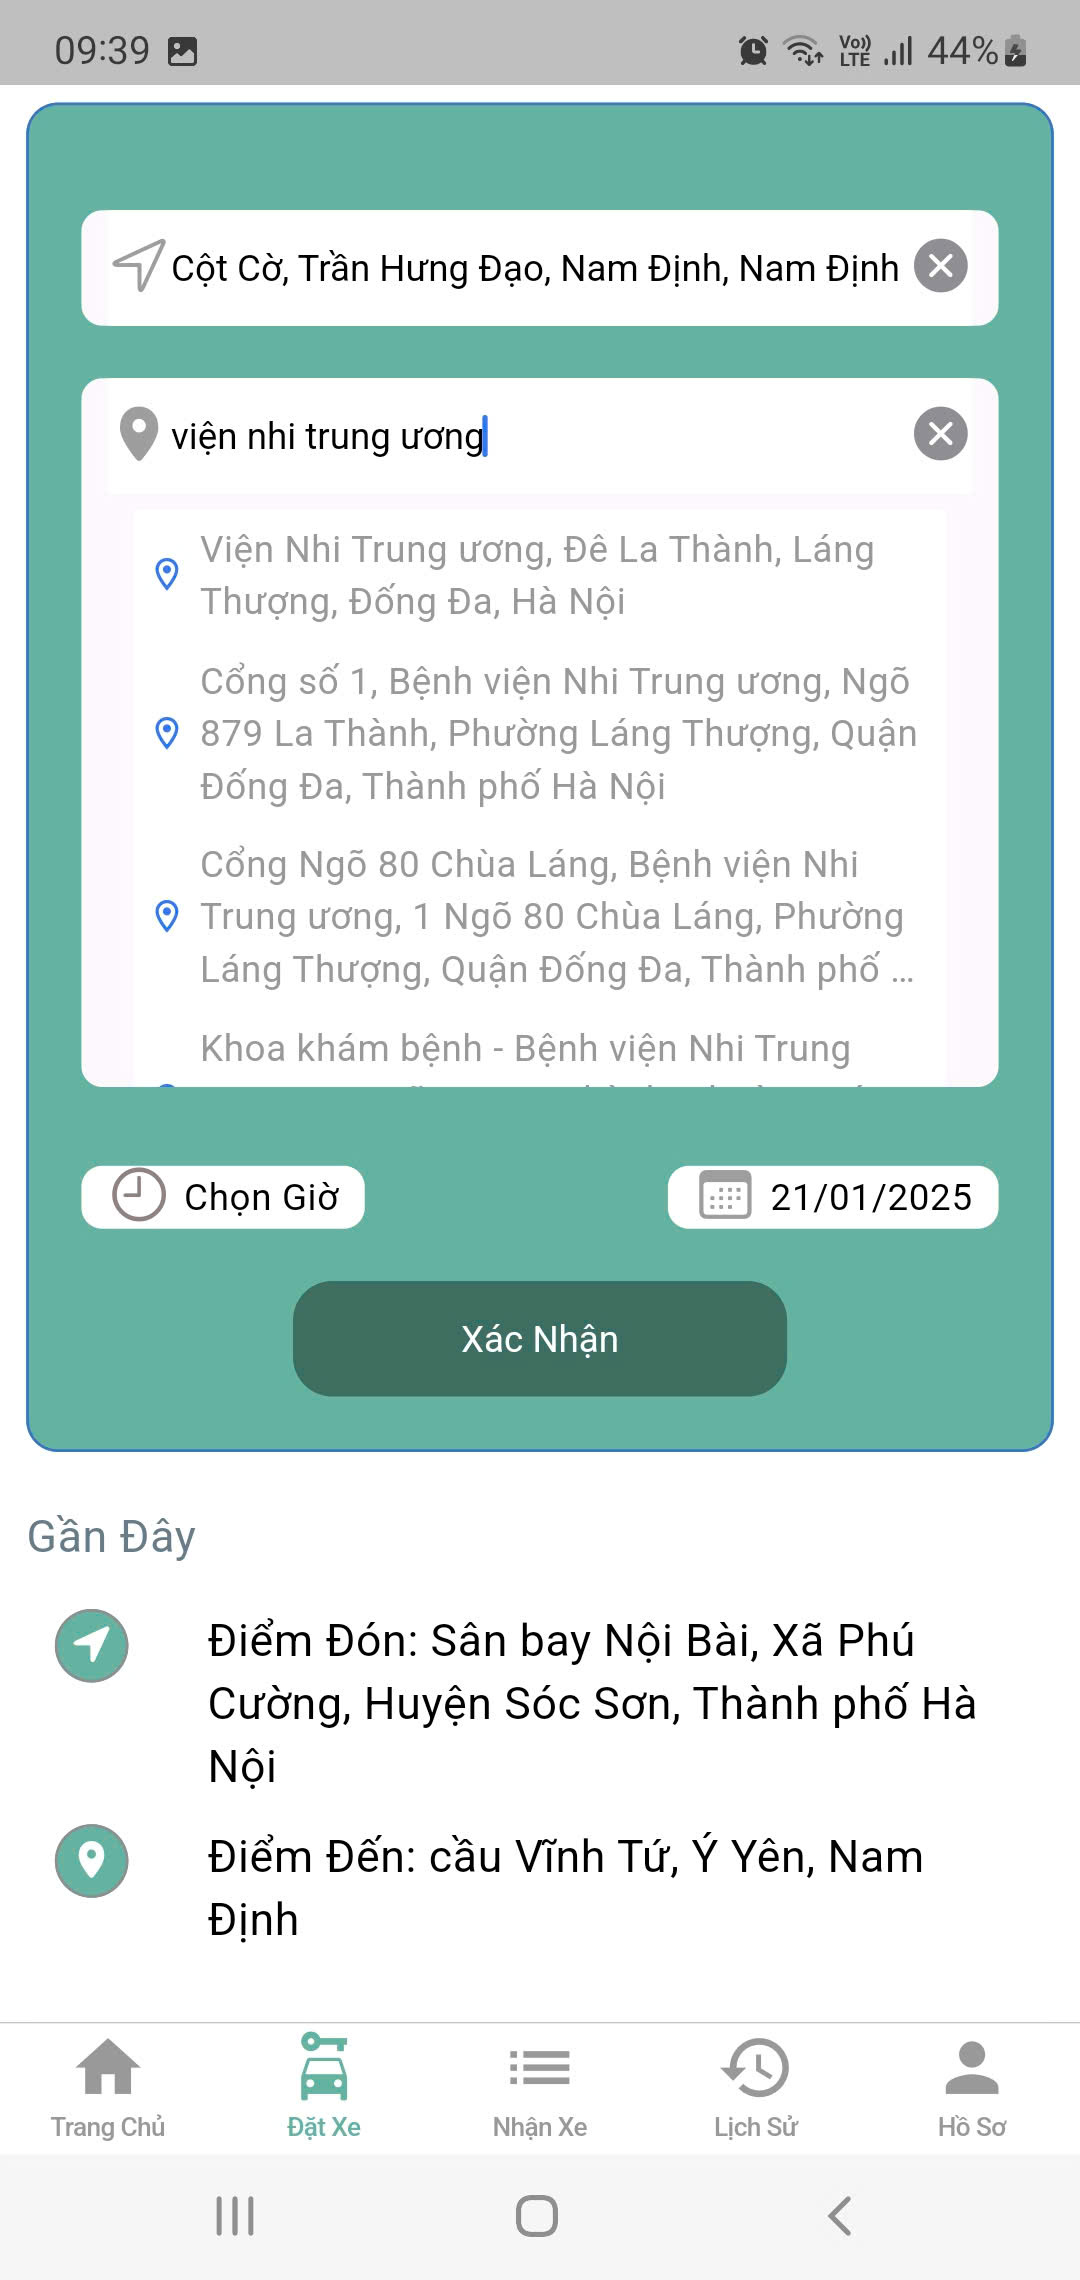 09:39
Vo))
LTE
44%
Cột Cờ, Trần Hưng Đạo, Nam Định, Nam Định
viện nhi trung ương
Viện Nhi Trung ương, Đê La Thành, Láng
Thượng, Đống Đa, Hà Nội
Cổng số 1, Bệnh viện Nhi Trung ương, Ngõ
879 La Thành, Phường Láng Thượng, Quận
Đống Đa, Thành phố Hà Nội
Cổng Ngõ 80 Chùa Láng, Bệnh viện Nhi
Trung ương, 1 Ngõ 80 Chùa Láng, Phường
Láng Thượng, Quận Đống Đa, Thành phố ...
Khoa khám bệnh - Bệnh viện Nhi Trung
Chọn Giờ
21/01/2025
Xác Nhận
Gần Đây
Điểm Đón: Sân bay Nội Bài, Xã Phú
Cường, Huyện Sóc Sơn, Thành phố Hà
Nội
Điểm Đến: cầu Vĩnh Tứ, Ý Yên, Nam
Định
Trang Chủ
Đặt Xe
Nhận Xe
Lịch Sử
Hồ Sơ